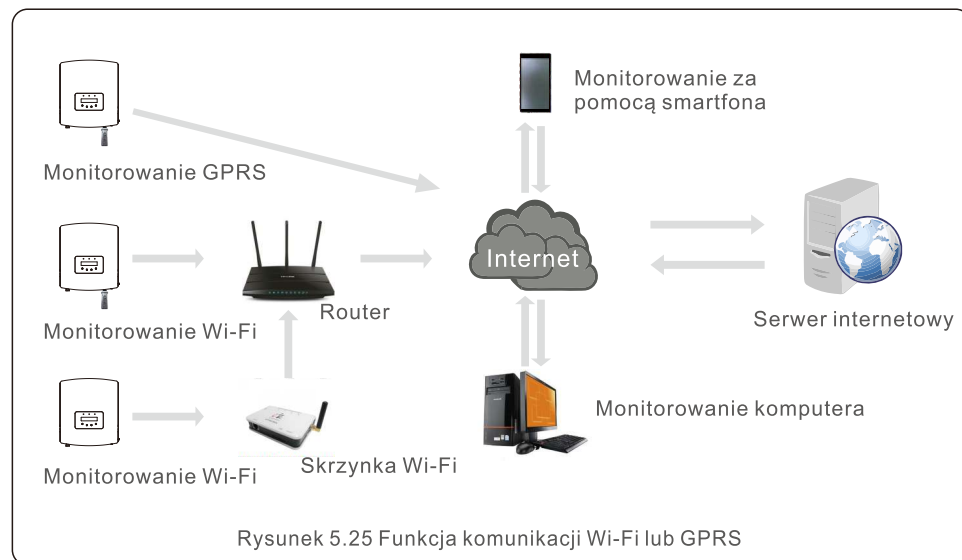 Monitorowanie za
pomocą smartfona
Monitorowanie GPRS
Internet
Router
Monitorowanie Wi-Fi
Serwer internetowy
Monitorowanie komputera
Skrzynka Wi-Fi
Monitorowanie Wi-Fi
Rysunek 5.25 Funkcja komunikacji Wi-Fi lub GPRS